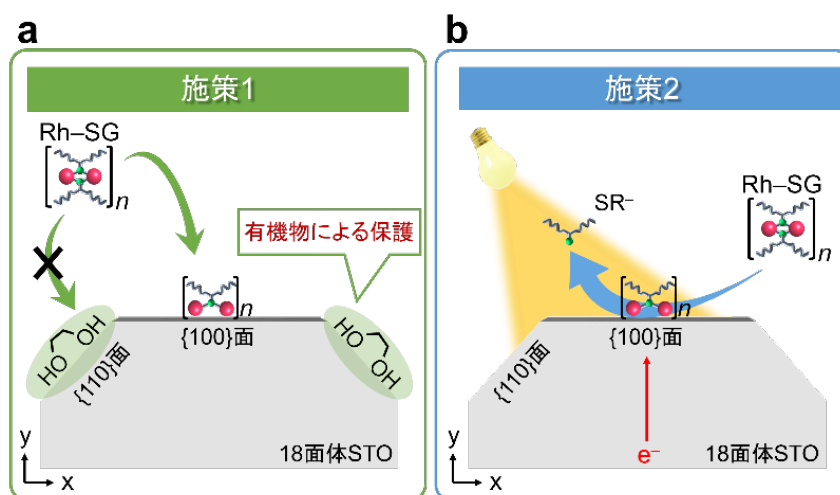 a
施策1
Rh–SG
n
有機物による保護
n
HO OH
HO OH
{110}面
{100}面
18面体STO
y
x
b
施策2
SR⁻
Rh–SG
n
n
{100}面
{110}面
e⁻
18面体STO
y
x